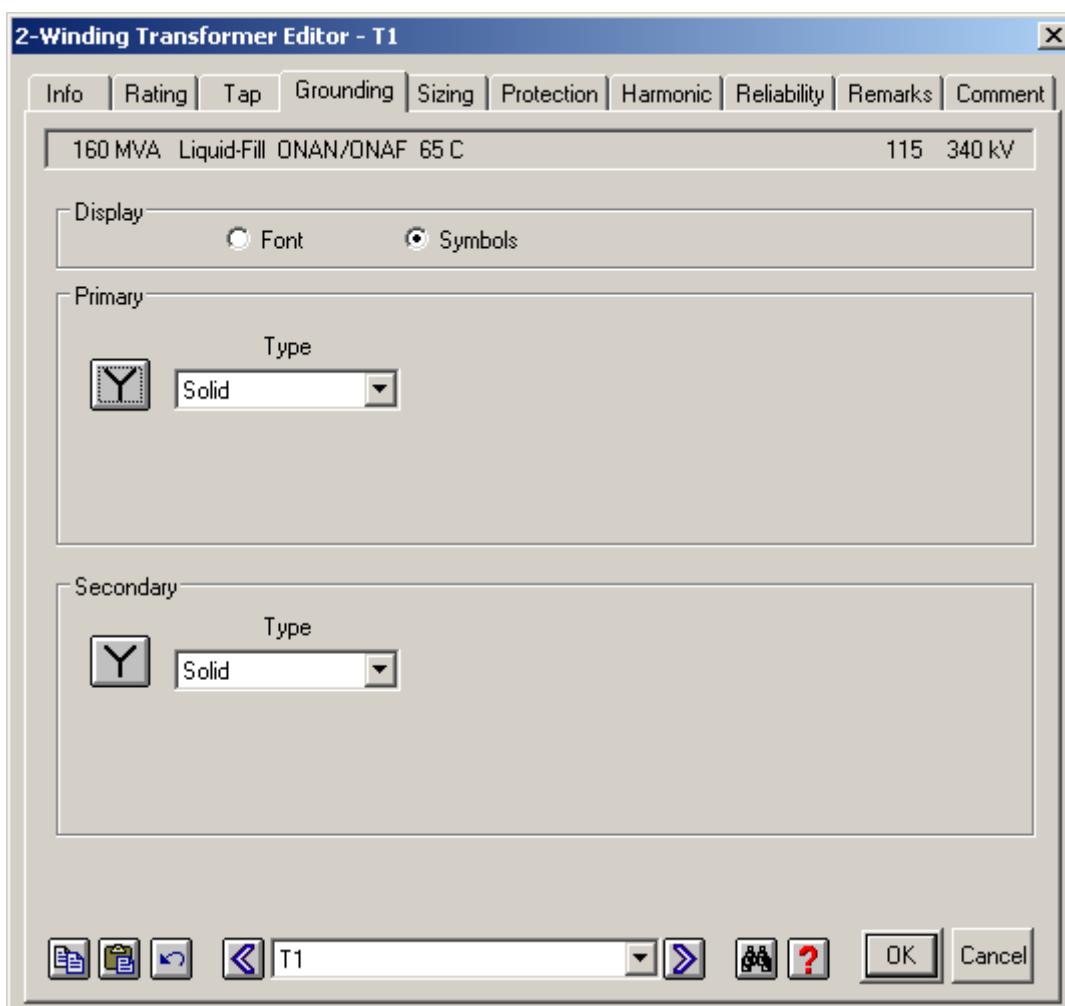 2-Winding Transformer Editor - T1
Info Rating Tap Grounding Sizing Protection Harmonic Reliability Remarks Comment
160 MVA Liquid-Fill ONAN/ONAF 65 C 115 340 kV
Display
Font Symbols
Primary
Type
Y Solid
Secondary
Type
Y Solid
T1 ? OK Cancel